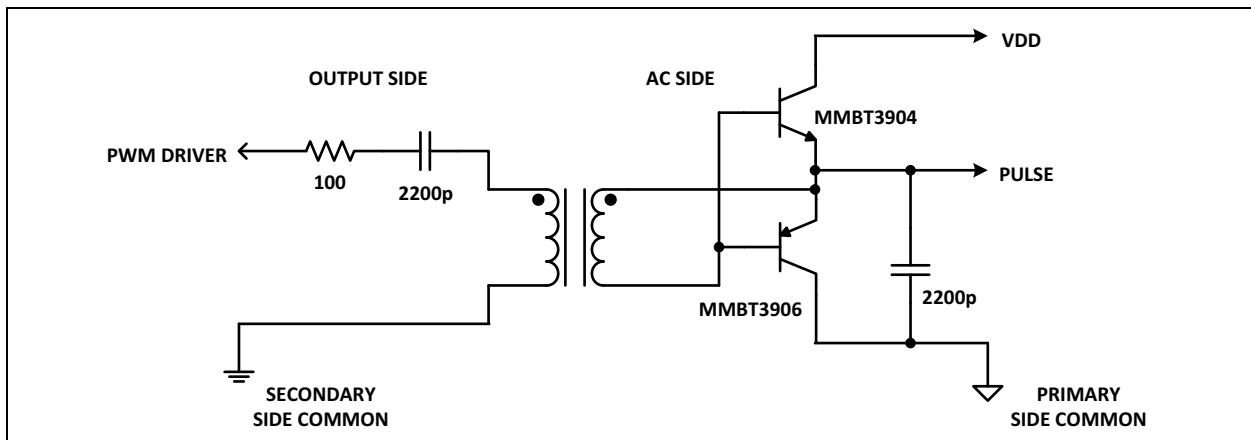 VDD
OUTPUT SIDE
AC SIDE
MMBT3904
PWM DRIVER
100
2200p
PULSE
MMBT3906
2200p
SECONDARY
SIDE COMMON
PRIMARY
SIDE COMMON